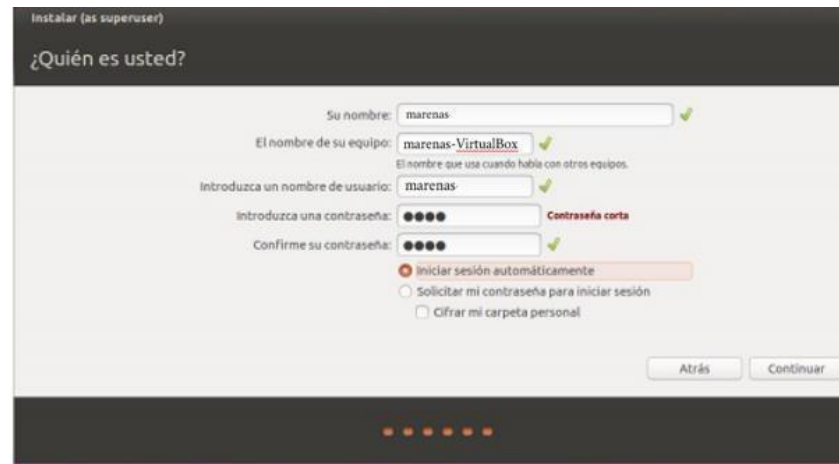 Instalar (as superuser)
¿Quién es usted?
Su nombre: marenas
El nombre de su equipo: marenas-VirtualBox
El nombre que usa cuando habla con otros equipos.
Introduzca un nombre de usuario: marenas
Introduzca una contraseña: ●●●● Contraseña corta
Confirme su contraseña: ●●●●
Iniciar sesión automáticamente
Solicitar mi contraseña para iniciar sesión
Cifrar mi carpeta personal
Atrás Continuar